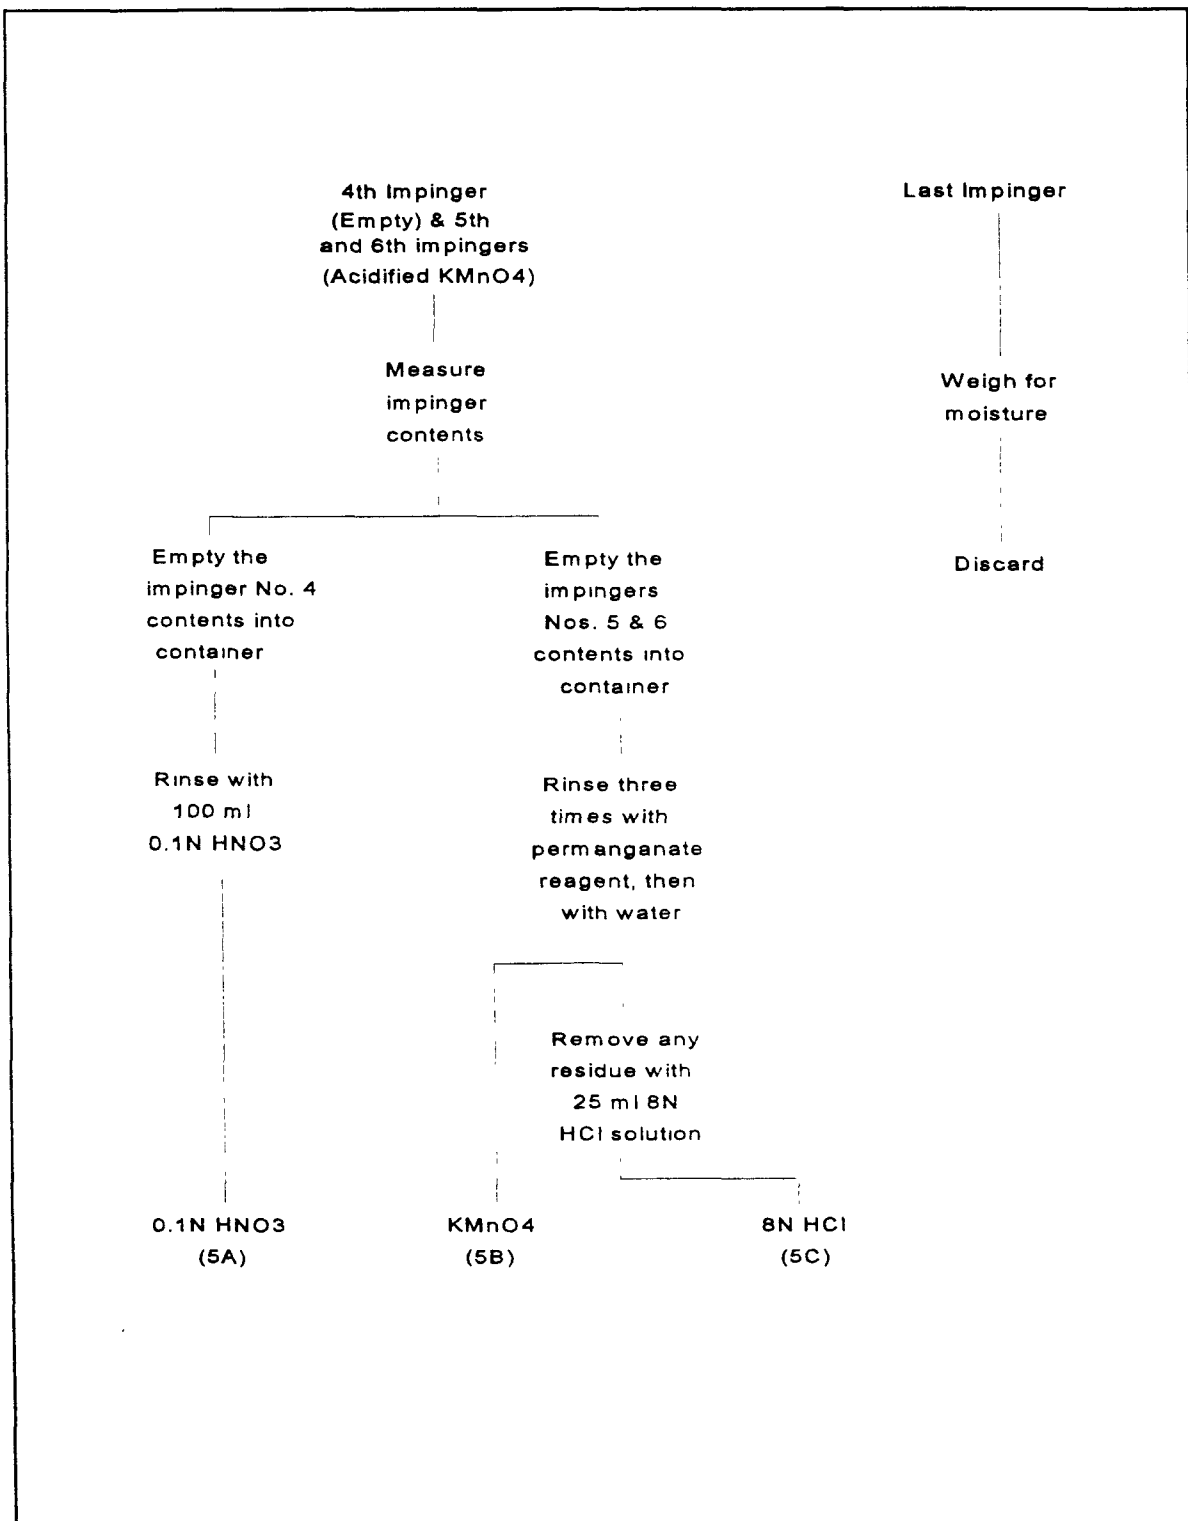 4th Impinger
(Empty) & 5th
and 6th impingers
(Acidified KMnO4)
Measure
impinger
contents
Empty the
impinger No. 4
contents into
container
Rinse with
100 ml
0.1N HNO3
0.1N HNO3
(5A)
Empty the
impingers
Nos. 5 & 6
contents into
container
Rinse three
times with
permanganate
reagent, then
with water
KMnO4
(5B)
Remove any
residue with
25 ml 8N
HCl solution
8N HCl
(5C)
Last Impinger
Weigh for
moisture
Discard